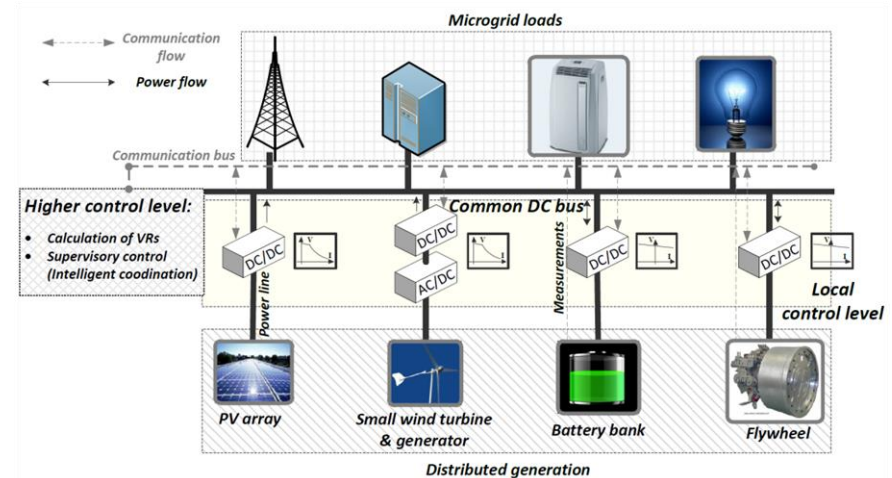 Microgrid loads
Communication
flow
Power flow
Communication bus
Higher control level:
• Calculation of VRs
• Supervisory control
(Intelligent coodination)
Common DC bus
DC/DC
V
I
DC/DC
AC/DC
V
I
DC/DC
V
I
DC/DC
V
I
Power line
Measurements
Local
control level
PV array
Small wind turbine
& generator
Battery bank
Flywheel
Distributed generation